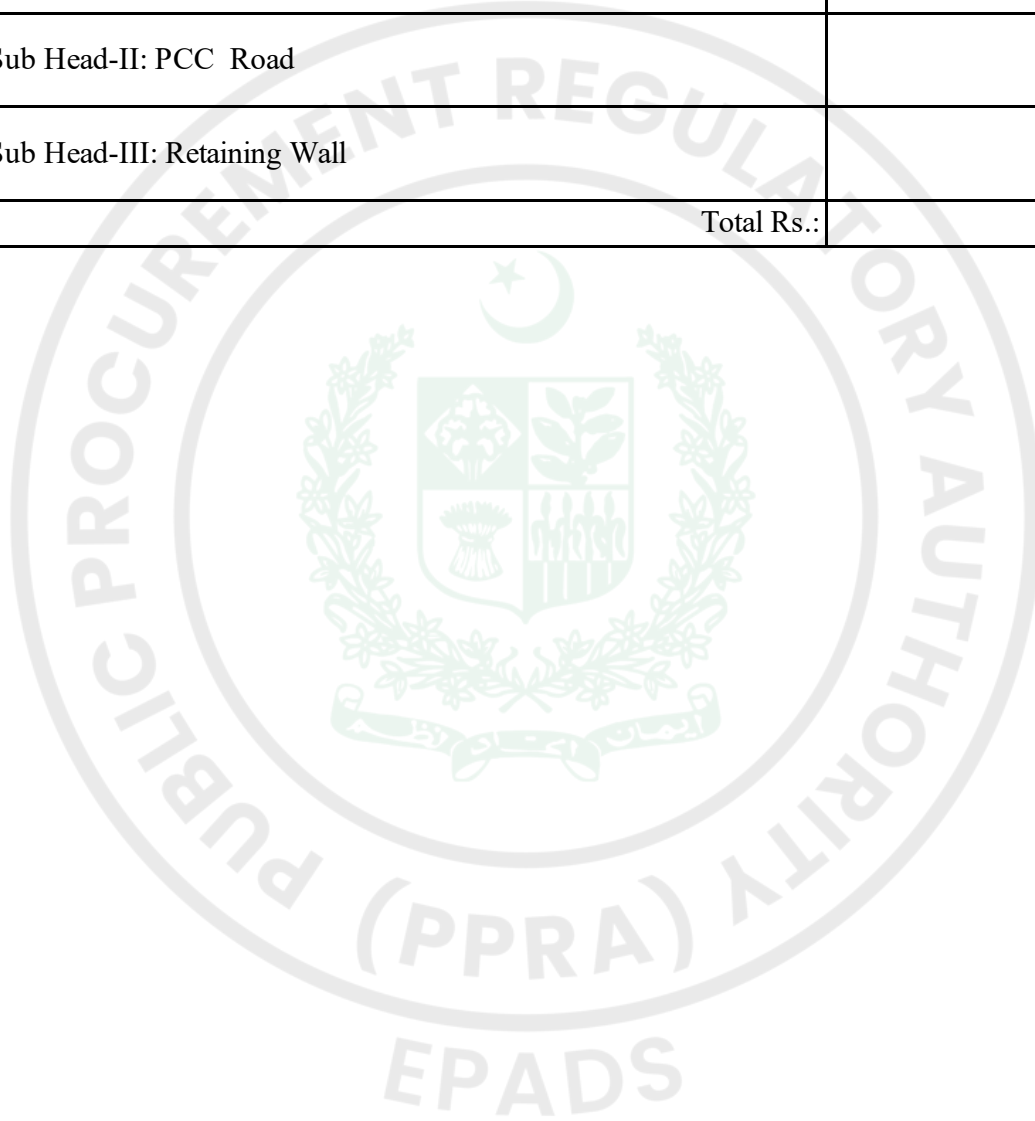 Sub Head-II: PCC Road
Sub Head-III: Retaining Wall
Total Rs.:
PUBLIC PROCUREMENT REGULATORY AUTHORITY
(PPRA)
EPADS